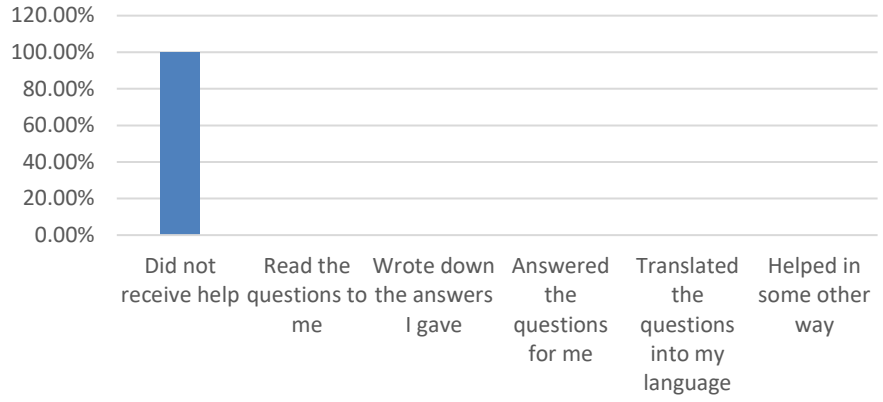 120.00%
100.00%
80.00%
60.00%
40.00%
20.00%
0.00%
Did not
receive help
Read the
questions to
me
Wrote down
the answers
I gave
Answered
the
questions
for me
Translated
the
questions
into my
language
Helped in
some other
way